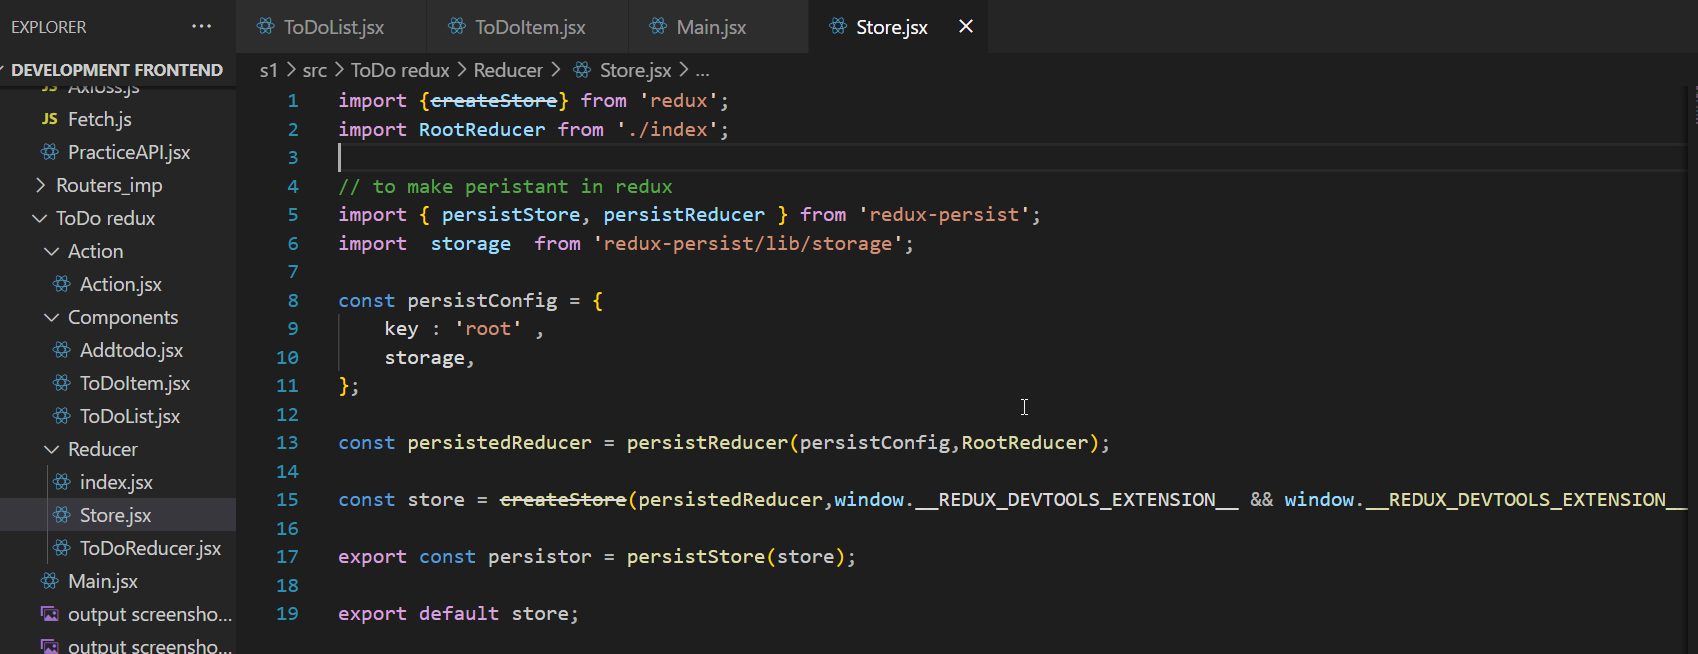 EXPLORER ...
DEVELOPMENT FRONTEND
Axioss.js
JS Fetch.js
PracticeAPI.jsx
Routers_imp
ToDo redux
Action
Action.jsx
Components
Addtodo.jsx
ToDoItem.jsx
ToDoList.jsx
Reducer
index.jsx
Store.jsx
ToDoReducer.jsx
Main.jsx
output screensho...
output screensho...
ToDoList.jsx ToDoItem.jsx Main.jsx Store.jsx
s1 > src > ToDo redux > Reducer > Store.jsx > ...
1 import {createStore} from 'redux';
2 import RootReducer from './index';
3
4 // to make peristant in redux
5 import { persistStore, persistReducer } from 'redux-persist';
6 import  storage  from 'redux-persist/lib/storage';
7
8 const persistConfig = {
9     key : 'root' ,
10     storage,
11 };
12
13 const persistedReducer = persistReducer(persistConfig,RootReducer);
14
15 const store = createStore(persistedReducer,window.__REDUX_DEVTOOLS_EXTENSION__ && window.__REDUX_DEVTOOLS_EXTENSION__
16
17 export const persistor = persistStore(store);
18
19 export default store;